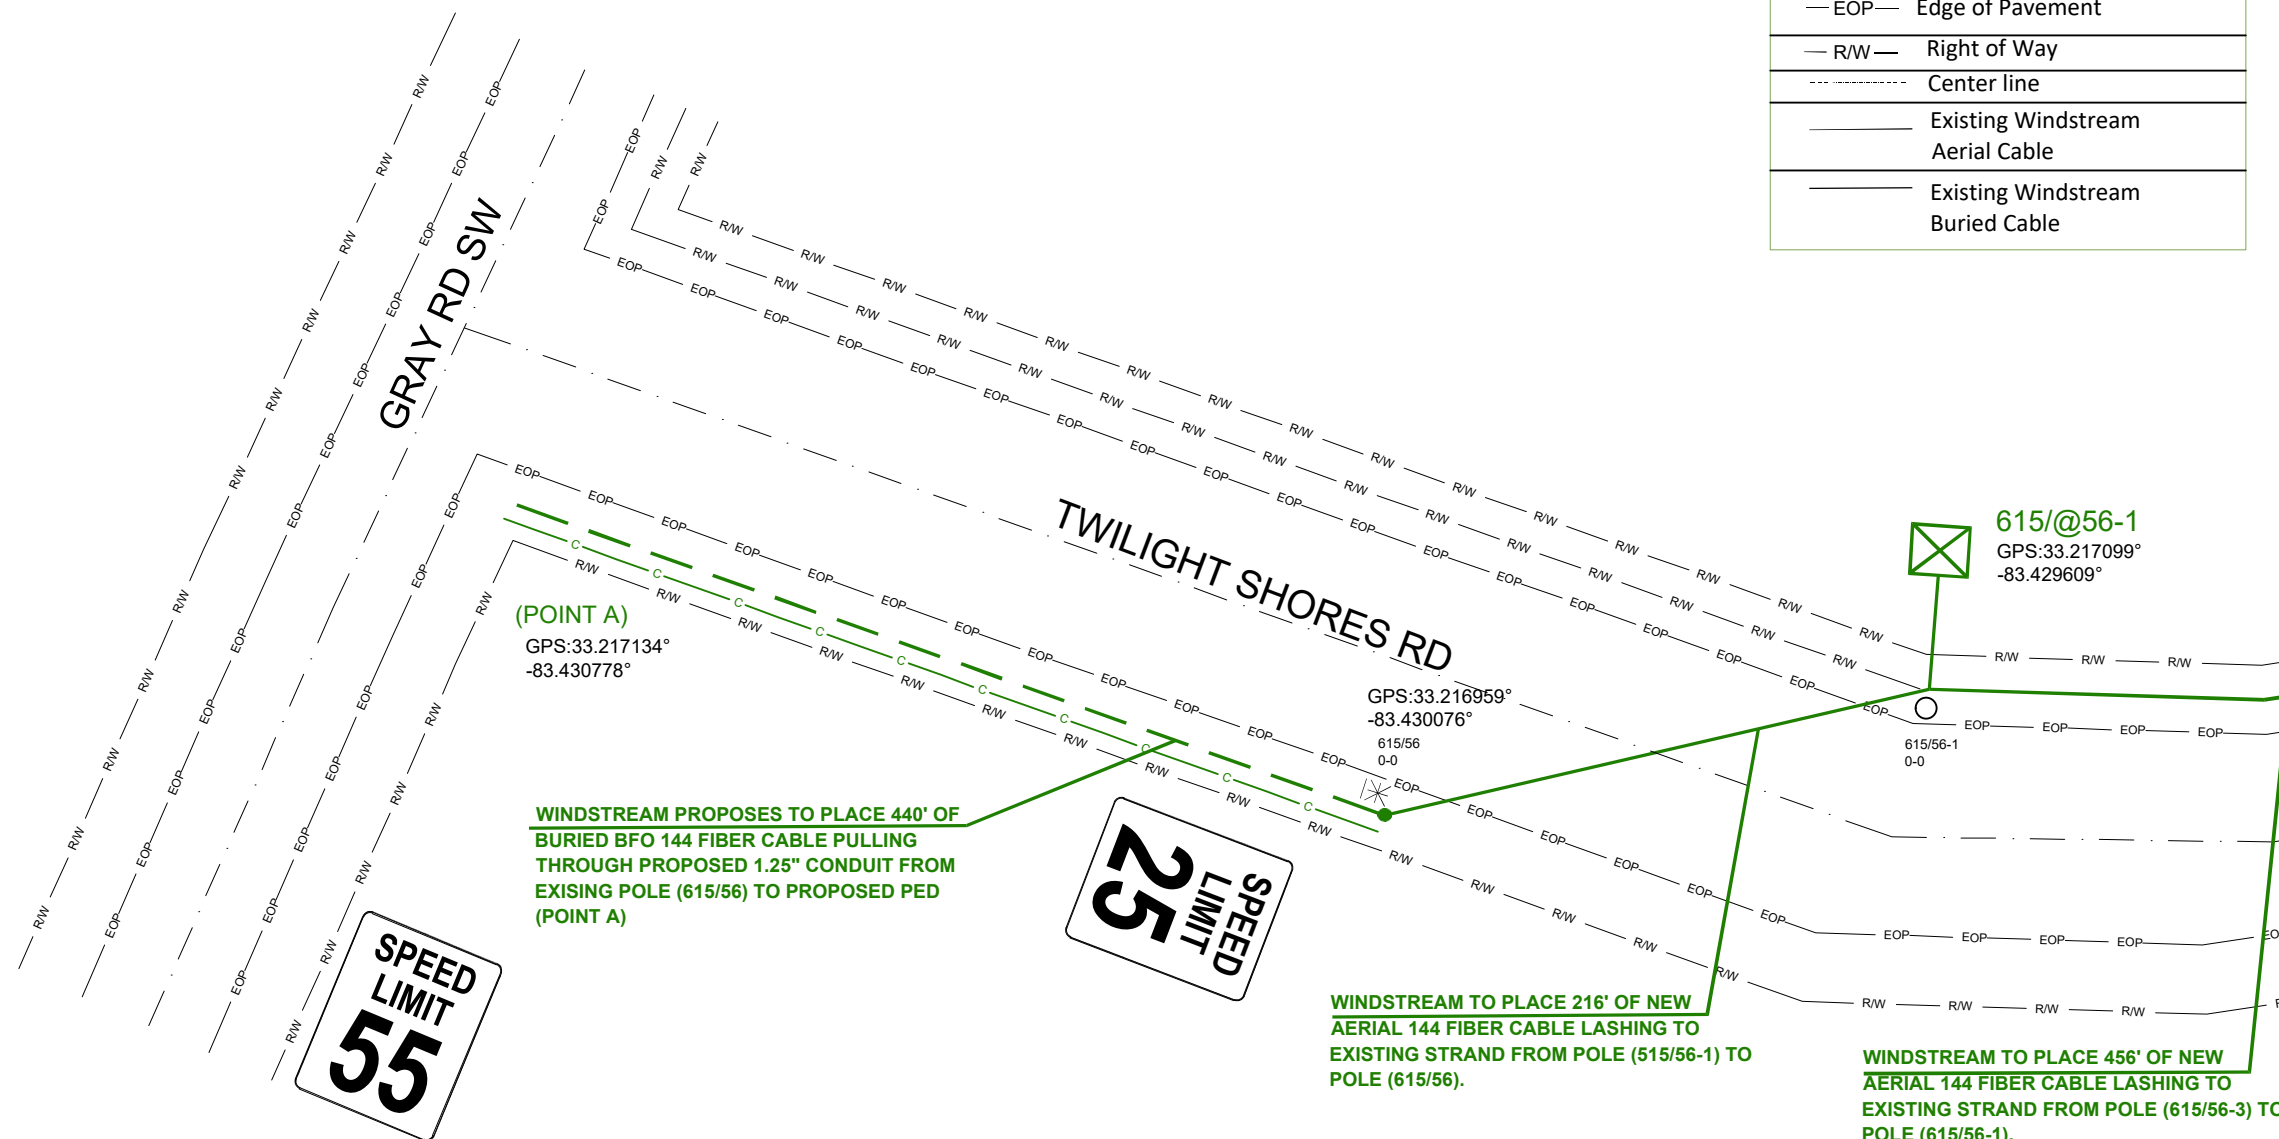 EOP Edge of Pavement
R/W Right of Way
Center line
Existing Windstream
Aerial Cable
Existing Windstream
Buried Cable
GRAY RD SW
TWILIGHT SHORES RD
615/@56-1
GPS:33.217099°
-83.429609°
(POINT A)
GPS:33.217134°
-83.430778°
GPS:33.216959°
-83.430076°
615/56
0-0
615/56-1
0-0
WINDSTREAM PROPOSES TO PLACE 440' OF
BURIED BFO 144 FIBER CABLE PULLING
THROUGH PROPOSED 1.25" CONDUIT FROM
EXISING POLE (615/56) TO PROPOSED PED
(POINT A)
SPEED
LIMIT
25
SPEED
LIMIT
55
WINDSTREAM TO PLACE 216' OF NEW
AERIAL 144 FIBER CABLE LASHING TO
EXISTING STRAND FROM POLE (515/56-1) TO
POLE (615/56).
WINDSTREAM TO PLACE 456' OF NEW
AERIAL 144 FIBER CABLE LASHING TO
EXISTING STRAND FROM POLE (615/56-3) TO
POLE (615/56-1).